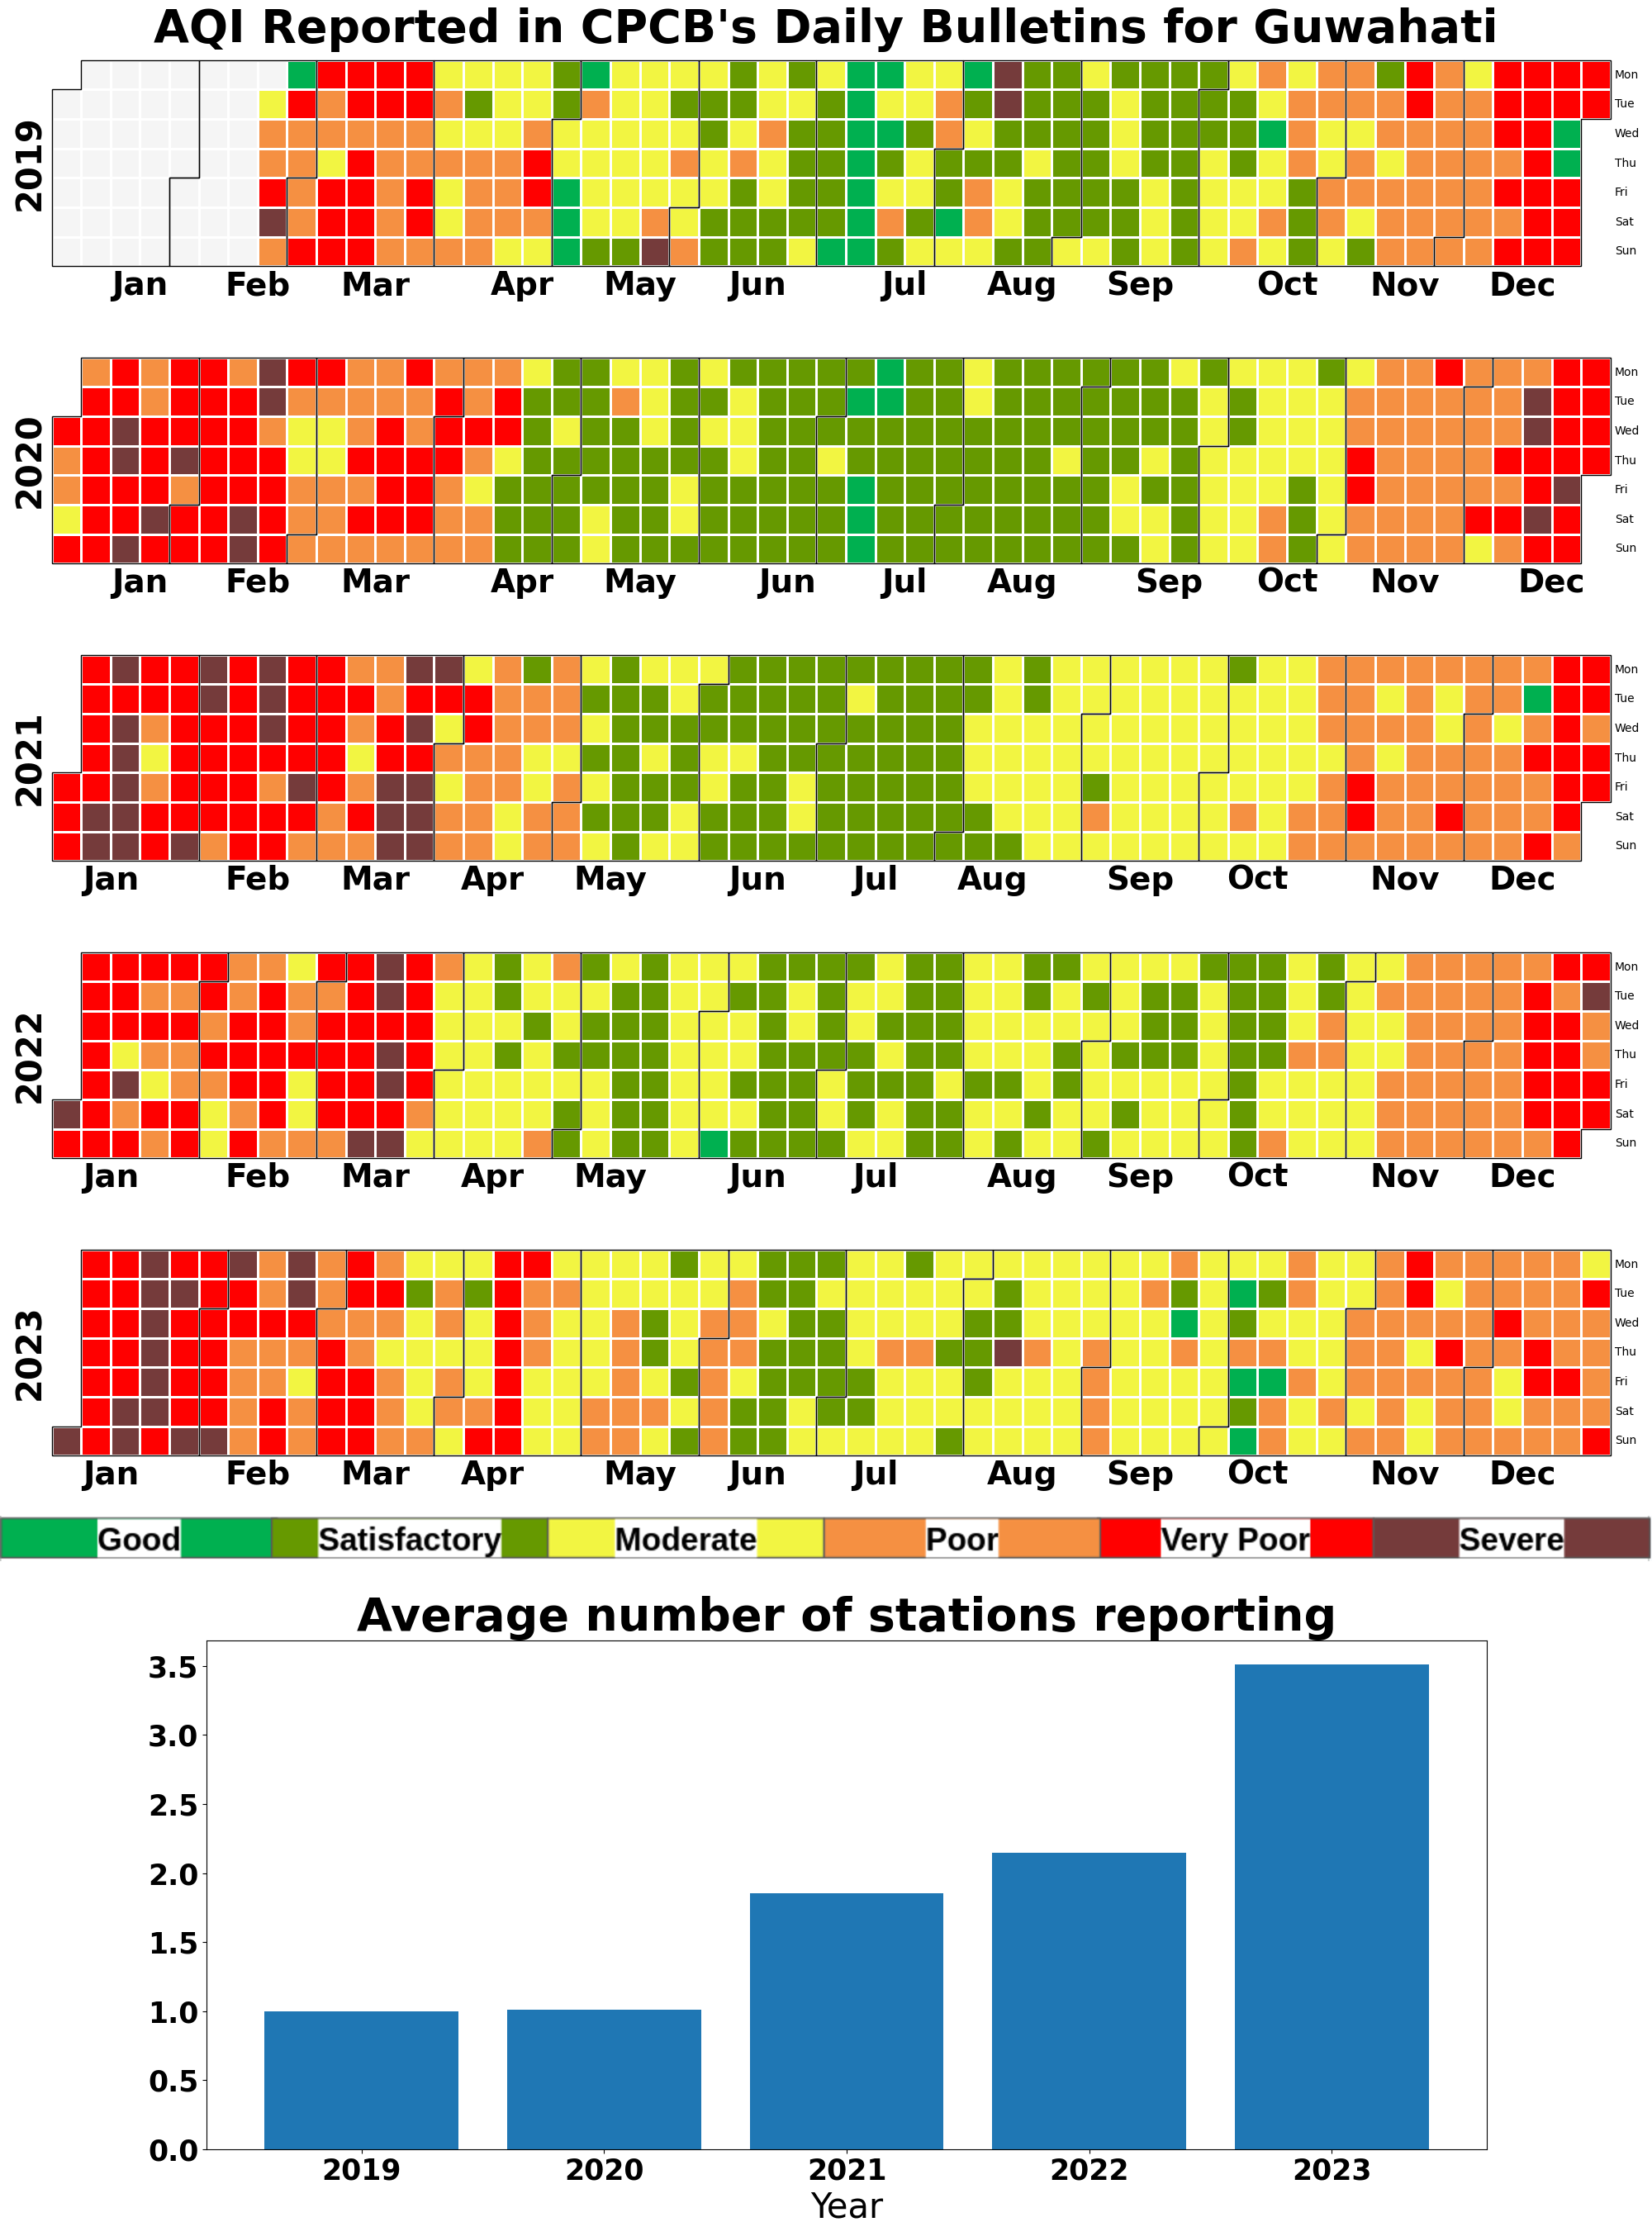 AQI Reported in CPCB's Daily Bulletins for Guwahati
2019
Mon
Tue
Wed
Thu
Fri
Sat
Sun
Jan Feb Mar Apr May Jun Jul Aug Sep Oct Nov Dec
2020
Mon
Tue
Wed
Thu
Fri
Sat
Sun
Jan Feb Mar Apr May Jun Jul Aug Sep Oct Nov Dec
2021
Mon
Tue
Wed
Thu
Fri
Sat
Sun
Jan Feb Mar Apr May Jun Jul Aug Sep Oct Nov Dec
2022
Mon
Tue
Wed
Thu
Fri
Sat
Sun
Jan Feb Mar Apr May Jun Jul Aug Sep Oct Nov Dec
2023
Mon
Tue
Wed
Thu
Fri
Sat
Sun
Jan Feb Mar Apr May Jun Jul Aug Sep Oct Nov Dec
Good Satisfactory Moderate Poor Very Poor Severe
Average number of stations reporting
3.5
3.0
2.5
2.0
1.5
1.0
0.5
0.0
2019 2020 2021 2022 2023
Year